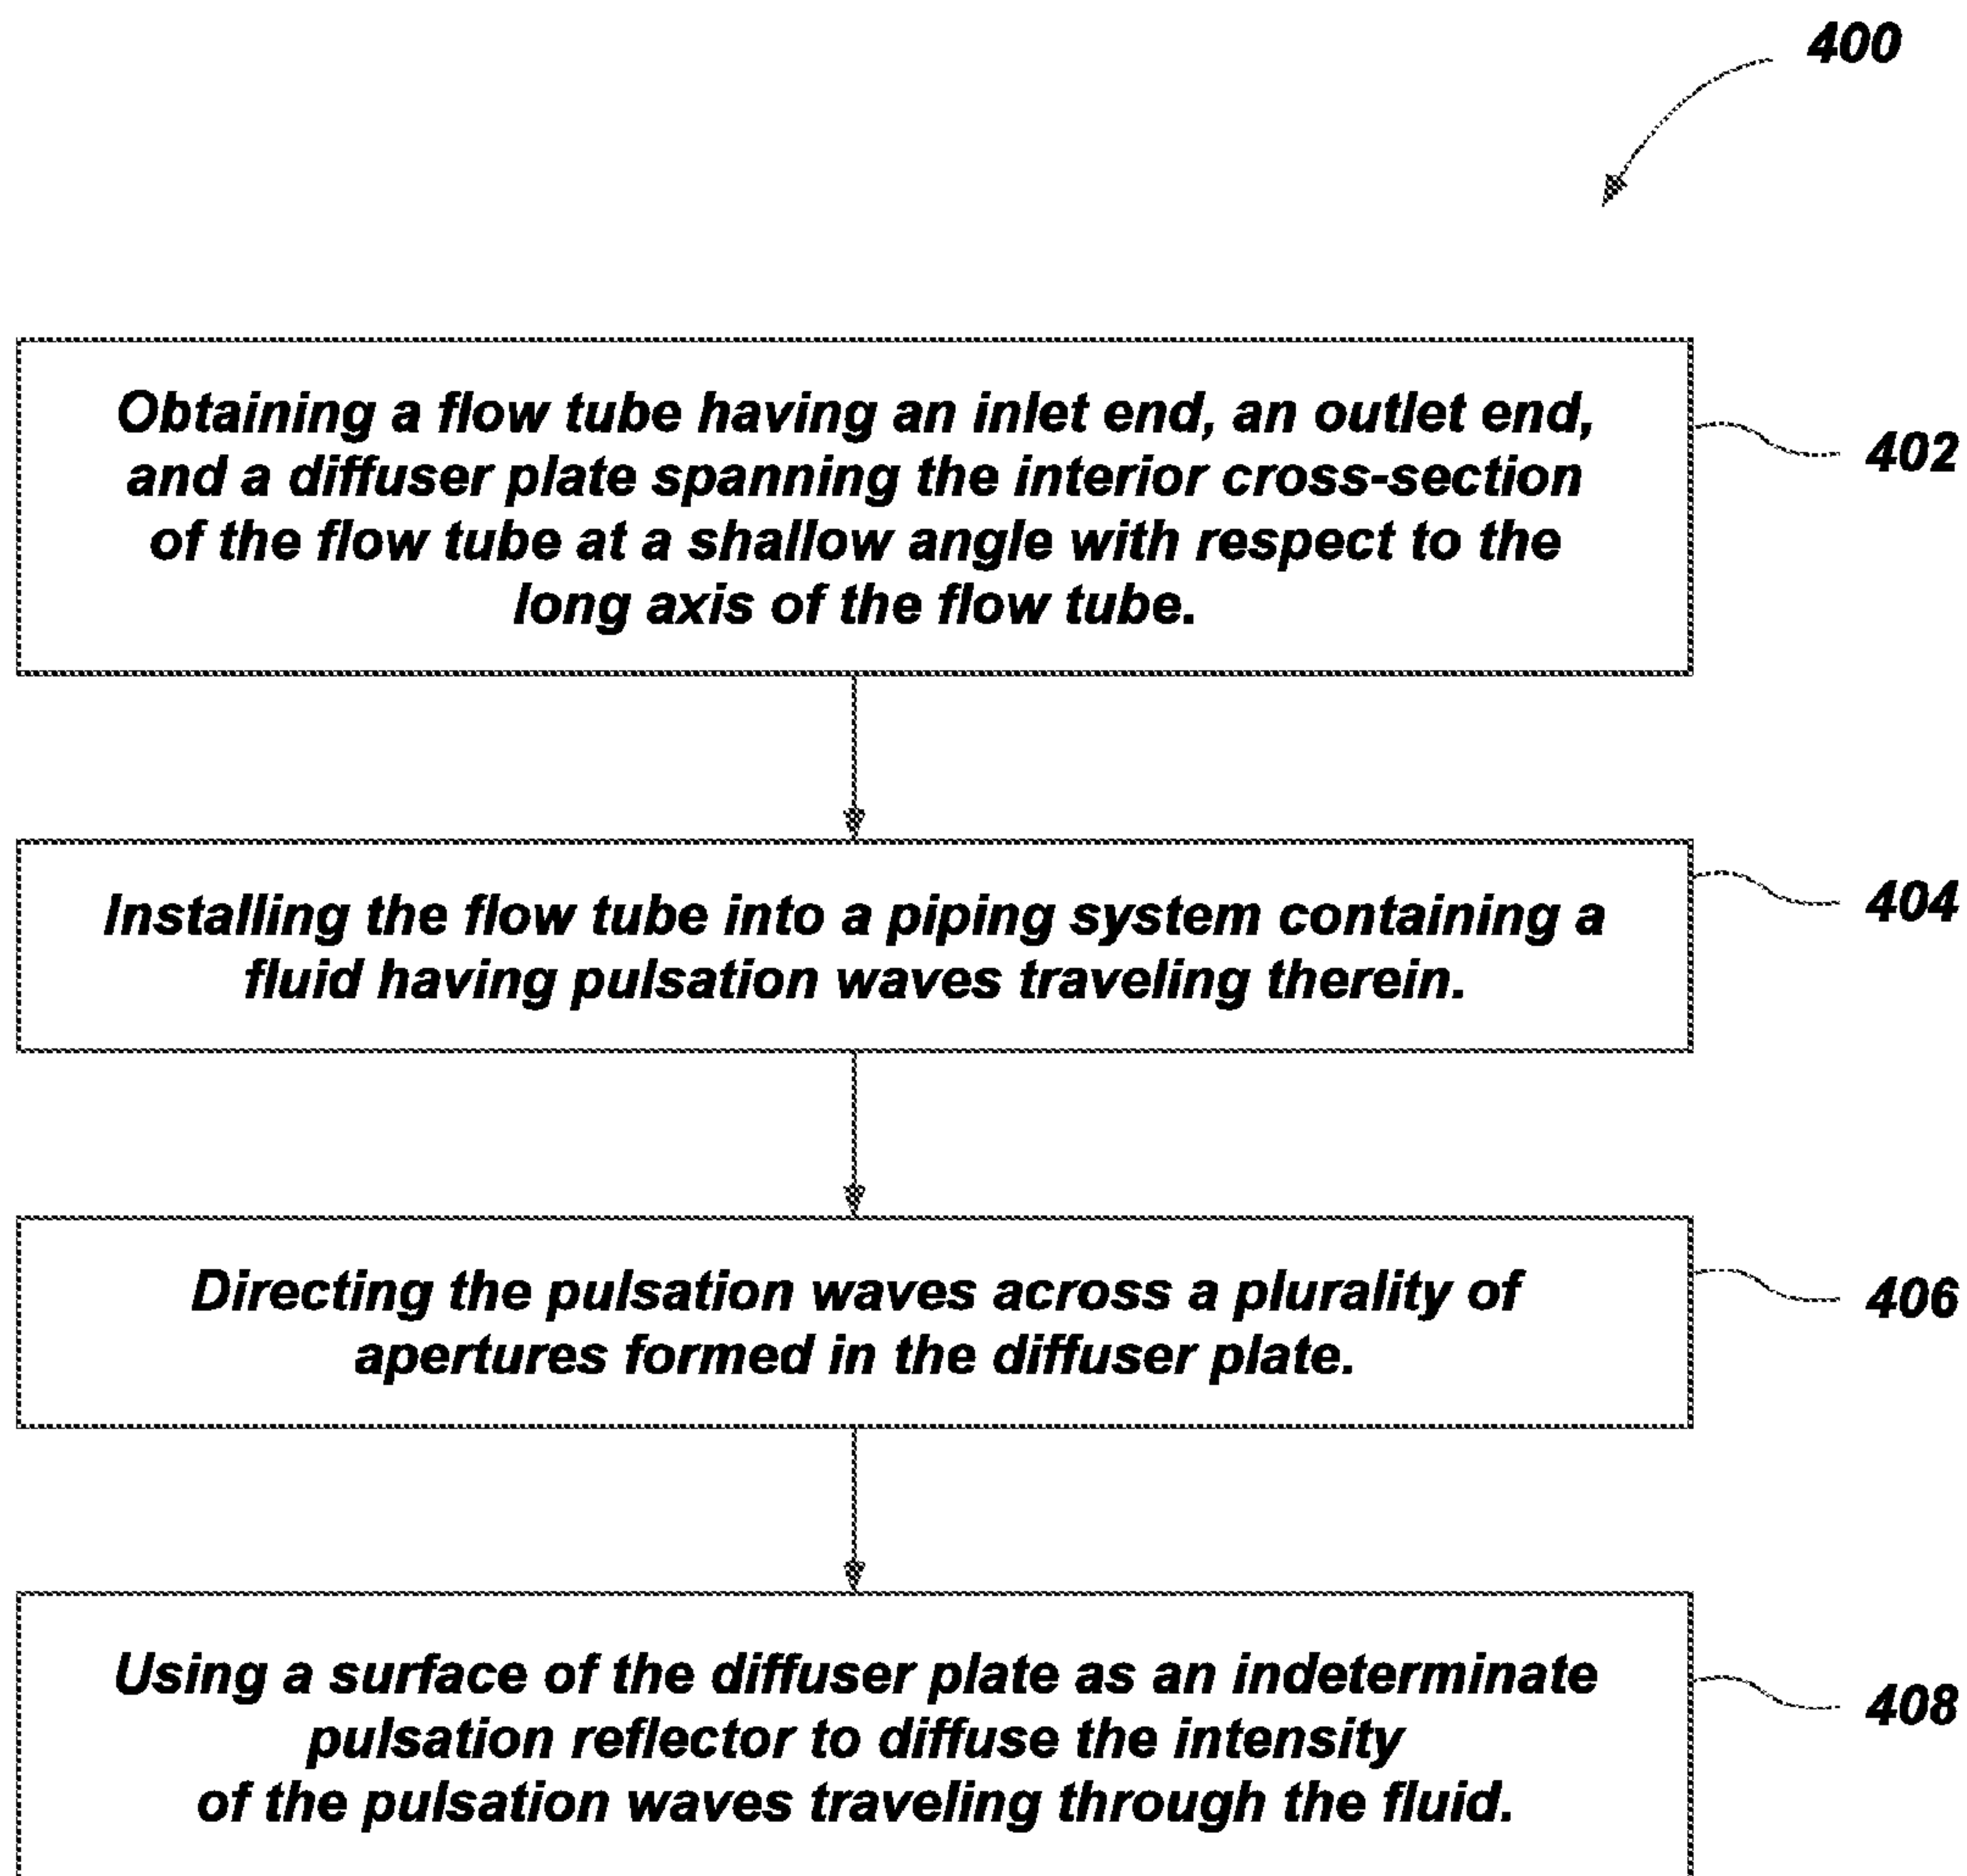 400
Obtaining a flow tube having an inlet end, an outlet end,
and a diffuser plate spanning the interior cross-section
of the flow tube at a shallow angle with respect to the
long axis of the flow tube.
402
Installing the flow tube into a piping system containing a
fluid having pulsation waves traveling therein.
404
Directing the pulsation waves across a plurality of
apertures formed in the diffuser plate.
406
Using a surface of the diffuser plate as an indeterminate
pulsation reflector to diffuse the intensity
of the pulsation waves traveling through the fluid.
408